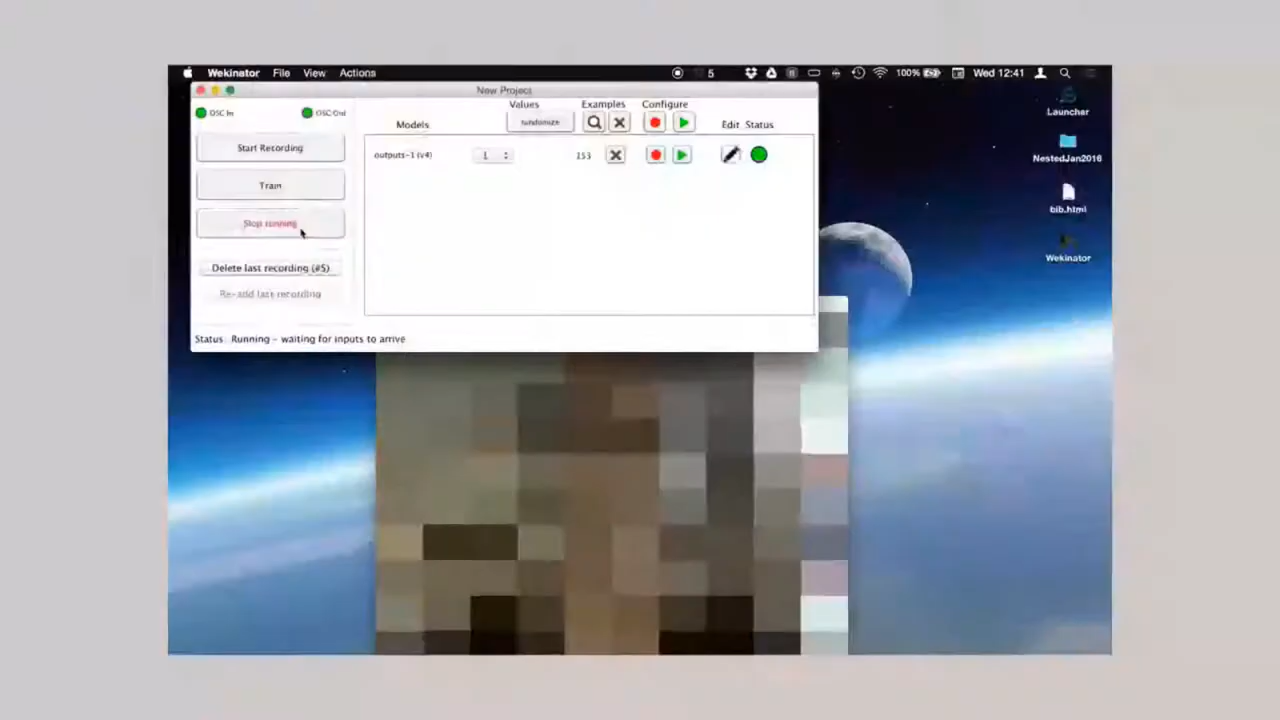 Wekinator File View Actions 5 100% Wed 12:41
New Project
OSC In OSC Out
Values Examples Configure
Models randomize Edit Status
Start Recording
outputs-1 (v4) 1 153
Train
Stop running
Delete last recording (#5)
Re-add last recording
Status: Running - waiting for inputs to arrive
Launcher
NestedJan2016
bib.html
Wekinator